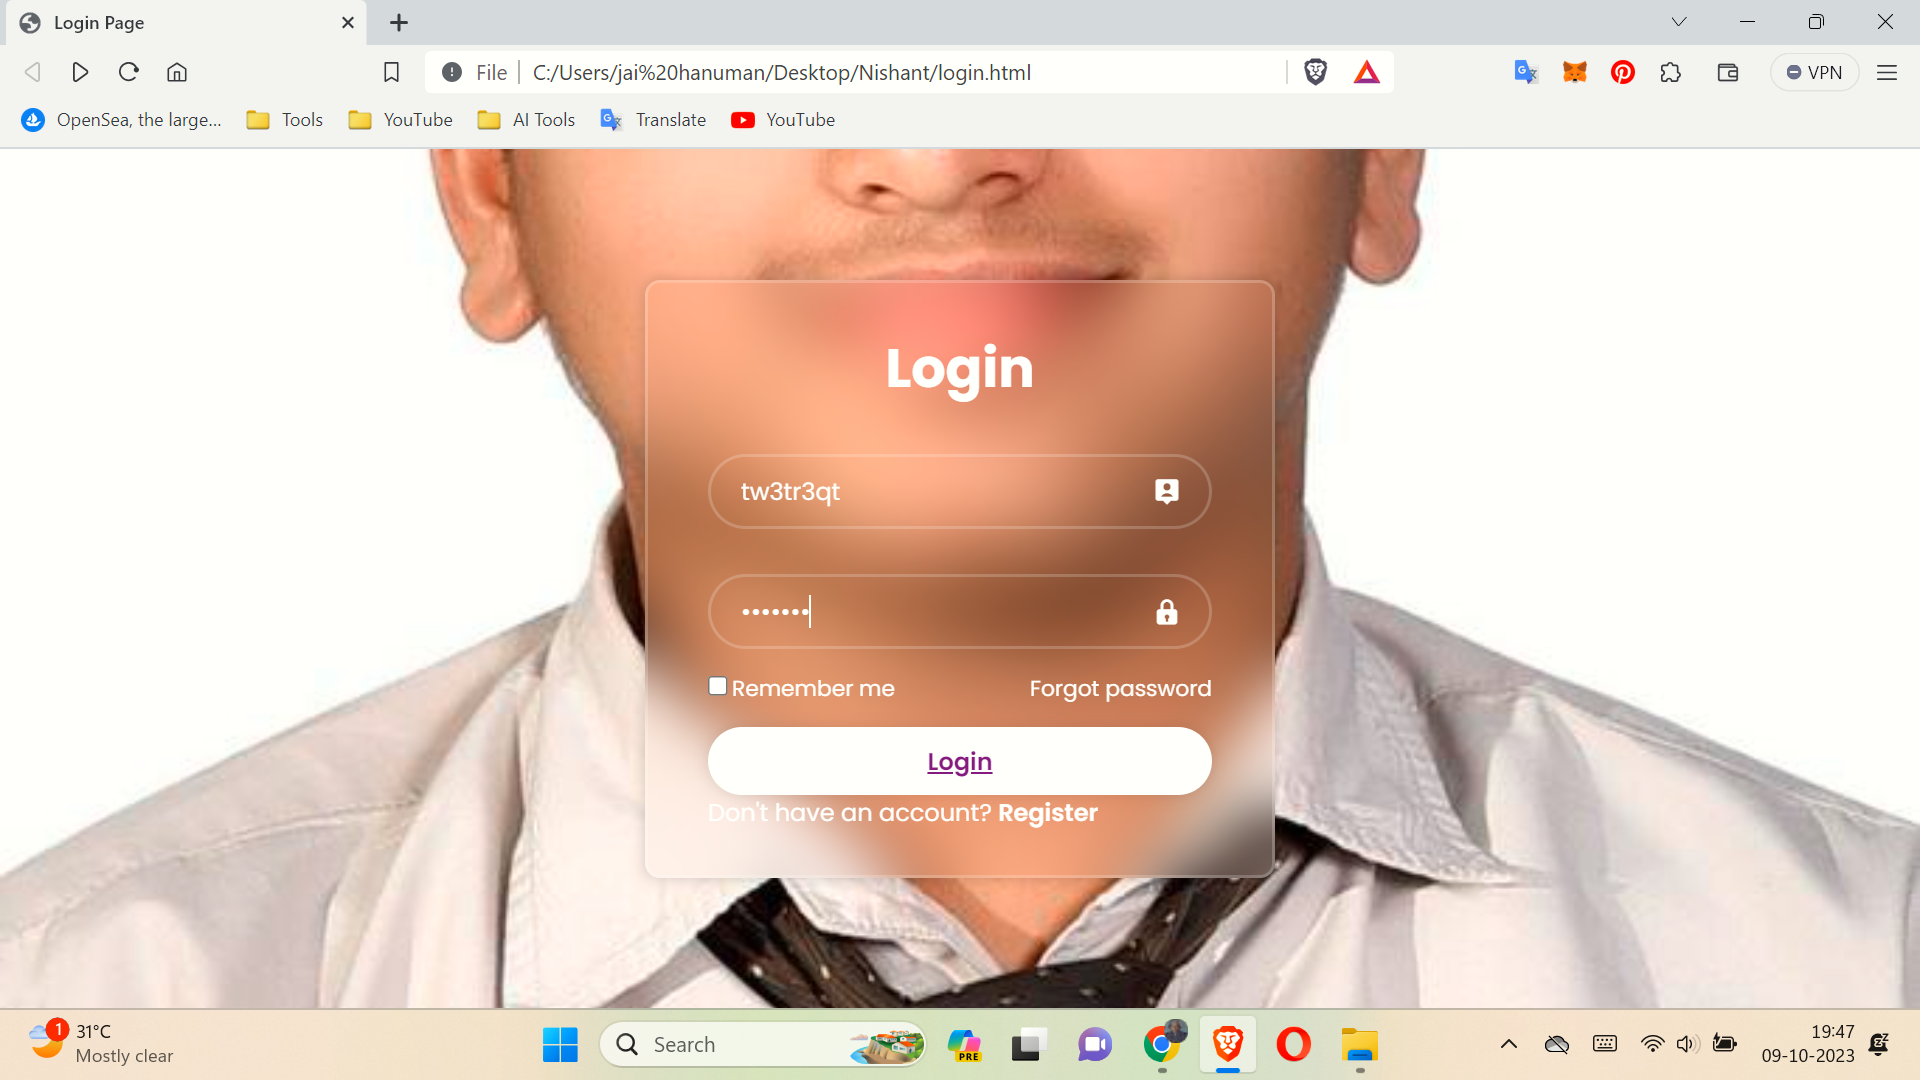 Login Page
File C:/Users/jai%20hanuman/Desktop/Nishant/login.html
VPN
OpenSea, the large... Tools YouTube AI Tools Translate YouTube
Login
tw3tr3qt
•••••••
Remember me Forgot password
Login
Don't have an account? Register
1 31°C
Mostly clear
Search
PRE
19:47
09-10-2023